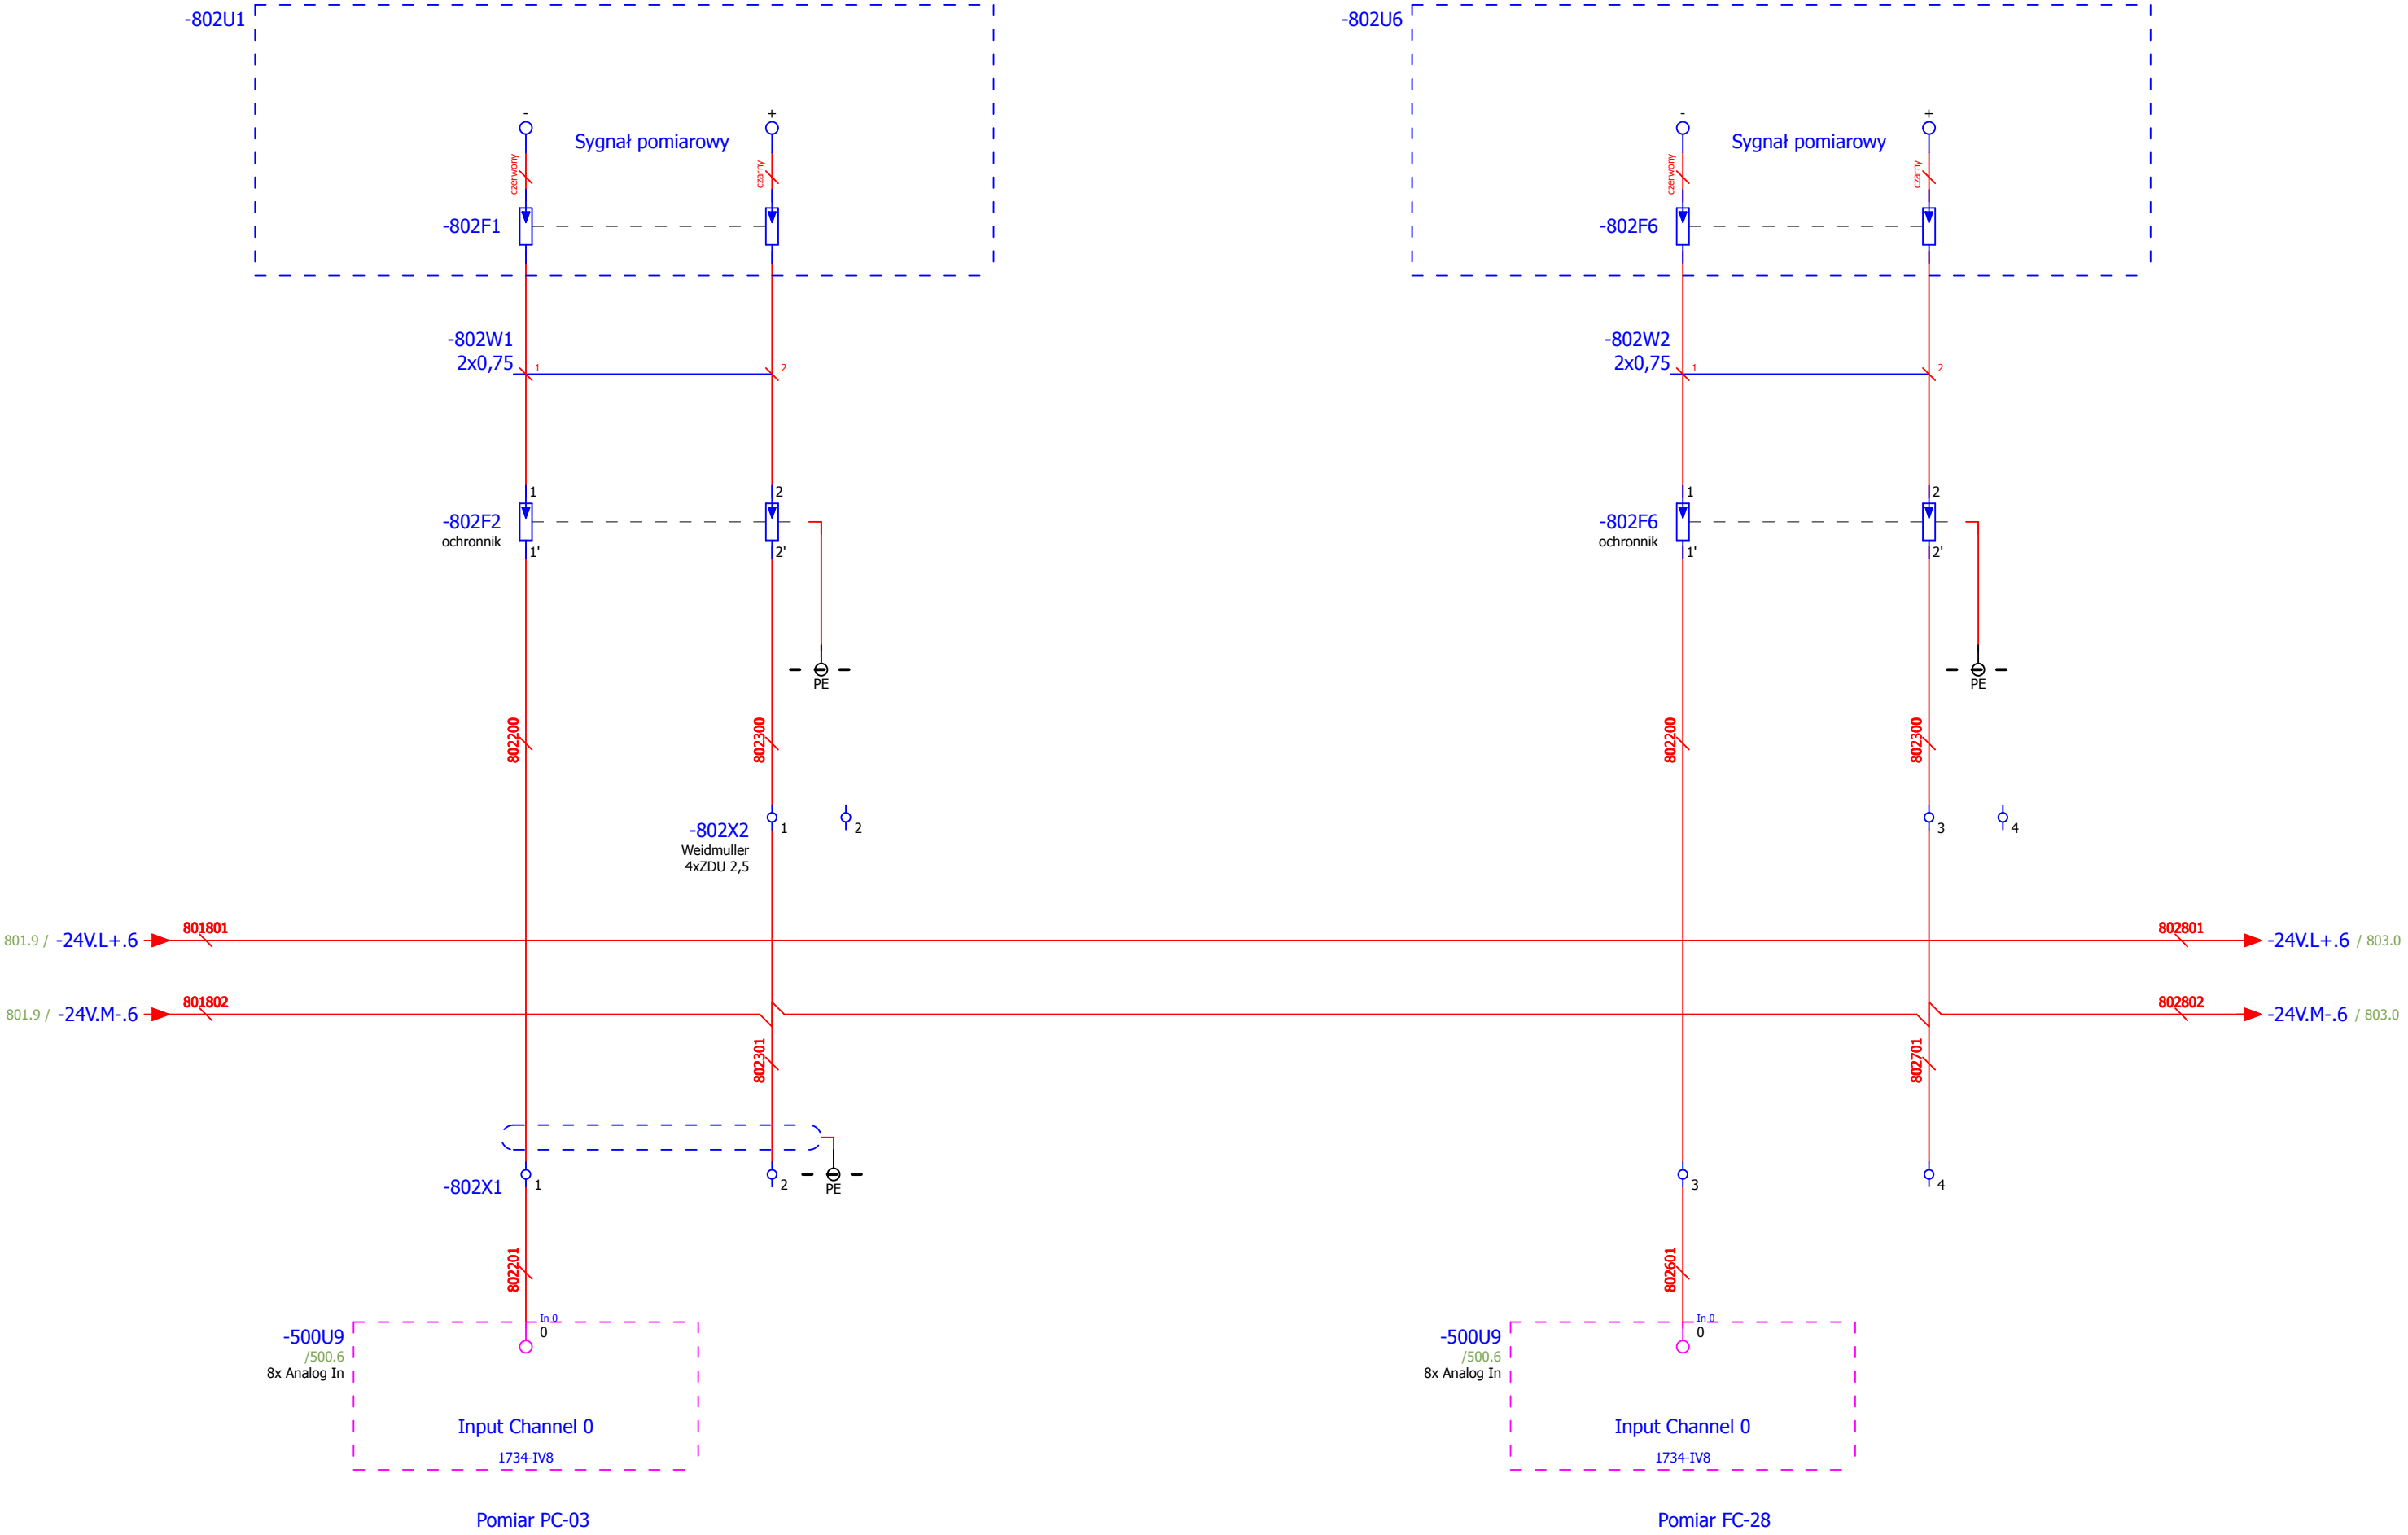 -802U1
-802U6
-
+
-
+
Sygnał pomiarowy
Sygnał pomiarowy
czerwony
czarny
czerwony
czarny
-802F1
-802F6
-802W1
2x0,75
1
2
-802W2
2x0,75
1
2
1
2
-802F2
ochronnik
1'
2'
1
2
-802F6
ochronnik
1'
2'
PE
PE
802200
802300
802200
802300
-802X2
Weidmuller
4xZDU 2,5
1
2
3
4
801.9 / -24V.L+.6
801801
802801
-24V.L+.6 / 803.0
801.9 / -24V.M-.6
801802
802802
-24V.M-.6 / 803.0
802301
802701
-802X1
1
2
PE
3
4
802201
802601
-500U9
/500.6
8x Analog In
In 0
0
Input Channel 0
1734-IV8
-500U9
/500.6
8x Analog In
In 0
0
Input Channel 0
1734-IV8
Pomiar PC-03
Pomiar FC-28